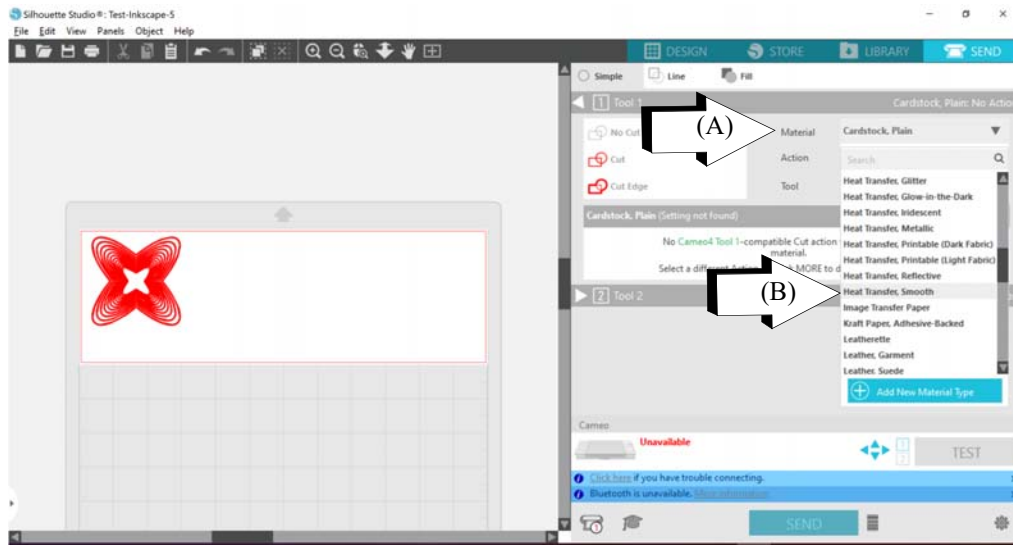 Silhouette Studio®: Test-Inkscape-5
File Edit View Panels Object Help
DESIGN STORE LIBRARY SEND
Simple Line Fill
1 Tool 1 Cardstock, Plain: No Actio
(A)
No Cut Material Cardstock, Plain
Cut Action Search
Cut Edge Tool Heat Transfer, Glitter
Heat Transfer, Glow-in-the-Dark
Heat Transfer, Iridescent
Heat Transfer, Metallic
Heat Transfer, Printable (Dark Fabric)
Heat Transfer, Printable (Light Fabric)
Heat Transfer, Reflective
Heat Transfer, Smooth
Image Transfer Paper
Kraft Paper, Adhesive-Backed
Leatherette
Leather, Garment
Leather, Suede
Add New Material Type
Cardstock, Plain (Setting not found)
No Cameo4 Tool 1-compatible Cut action
material.
Select a different MORE to d
2 Tool 2
(B)
Cameo
Unavailable
1
2
TEST
Click here if you have trouble connecting.
Bluetooth is unavailable. More information.
SEND